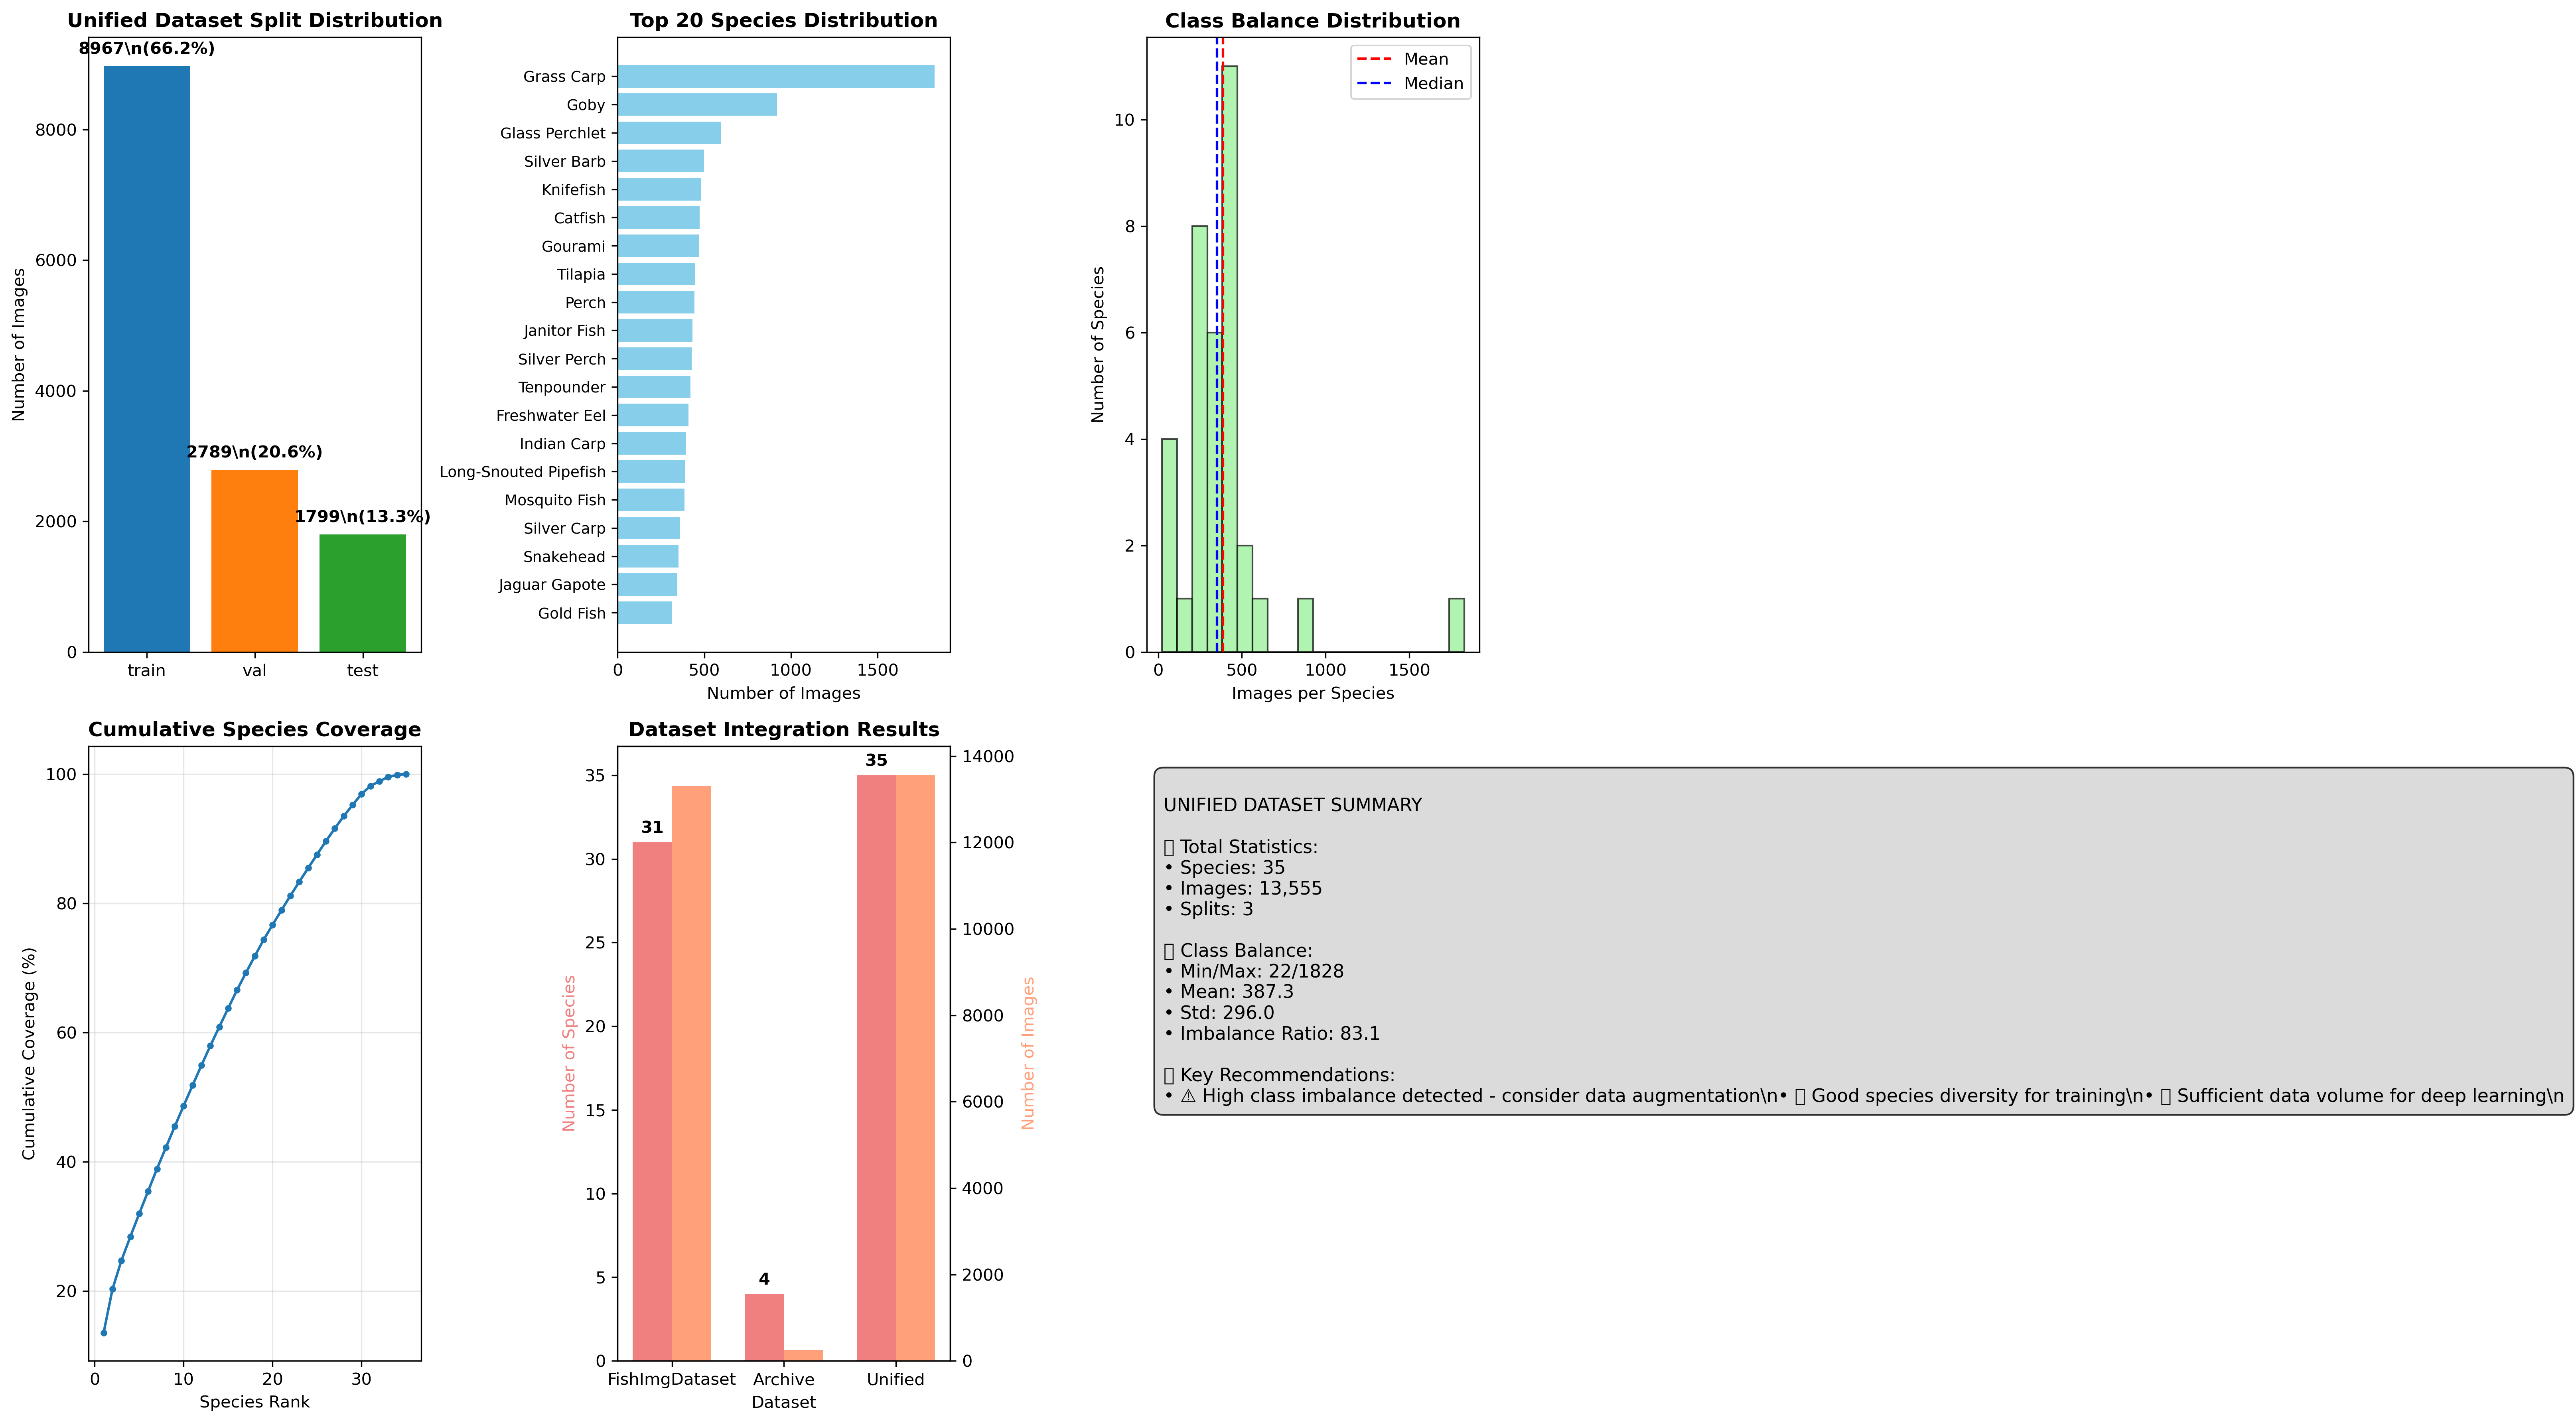 Unified Dataset Split Distribution
8967\n(66.2%)
2789\n(20.6%)
1799\n(13.3%)
Number of Images
8000
6000
4000
2000
0
train
val
test
Top 20 Species Distribution
Grass Carp
Goby
Glass Perchlet
Silver Barb
Knifefish
Catfish
Gourami
Tilapia
Perch
Janitor Fish
Silver Perch
Tenpounder
Freshwater Eel
Indian Carp
Long-Snouted Pipefish
Mosquito Fish
Silver Carp
Snakehead
Jaguar Gapote
Gold Fish
0
500
1000
1500
Number of Images
Class Balance Distribution
Mean
Median
Number of Species
10
8
6
4
2
0
0
500
1000
1500
Images per Species
Cumulative Species Coverage
Cumulative Coverage (%)
100
80
60
40
20
0
10
20
30
Species Rank
Dataset Integration Results
Number of Species
35
30
25
20
15
10
5
0
31
4
35
14000
12000
10000
8000
6000
4000
2000
0
Number of Images
FishImgDataset
Archive
Unified
Dataset
UNIFIED DATASET SUMMARY
▯ Total Statistics:
• Species: 35
• Images: 13,555
• Splits: 3
▯ Class Balance:
• Min/Max: 22/1828
• Mean: 387.3
• Std: 296.0
• Imbalance Ratio: 83.1
▯ Key Recommendations:
• ⚠ High class imbalance detected - consider data augmentation\n• ▯ Good species diversity for training\n• ▯ Sufficient data volume for deep learning\n